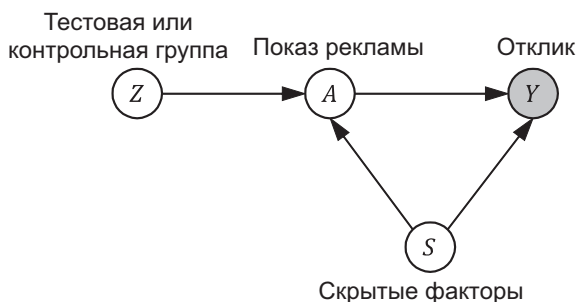 Тестовая или
контрольная группа
Показ рекламы
Отклик
Z
A
Y
S
Скрытые факторы